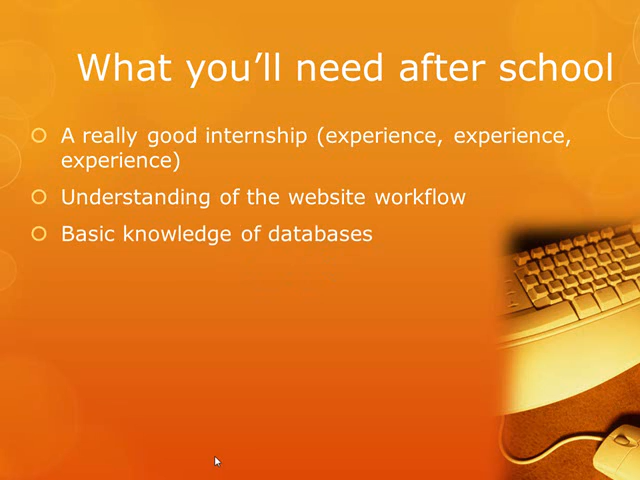 What you’ll need after school
A really good internship (experience, experience,
experience)
Understanding of the website workflow
Basic knowledge of databases